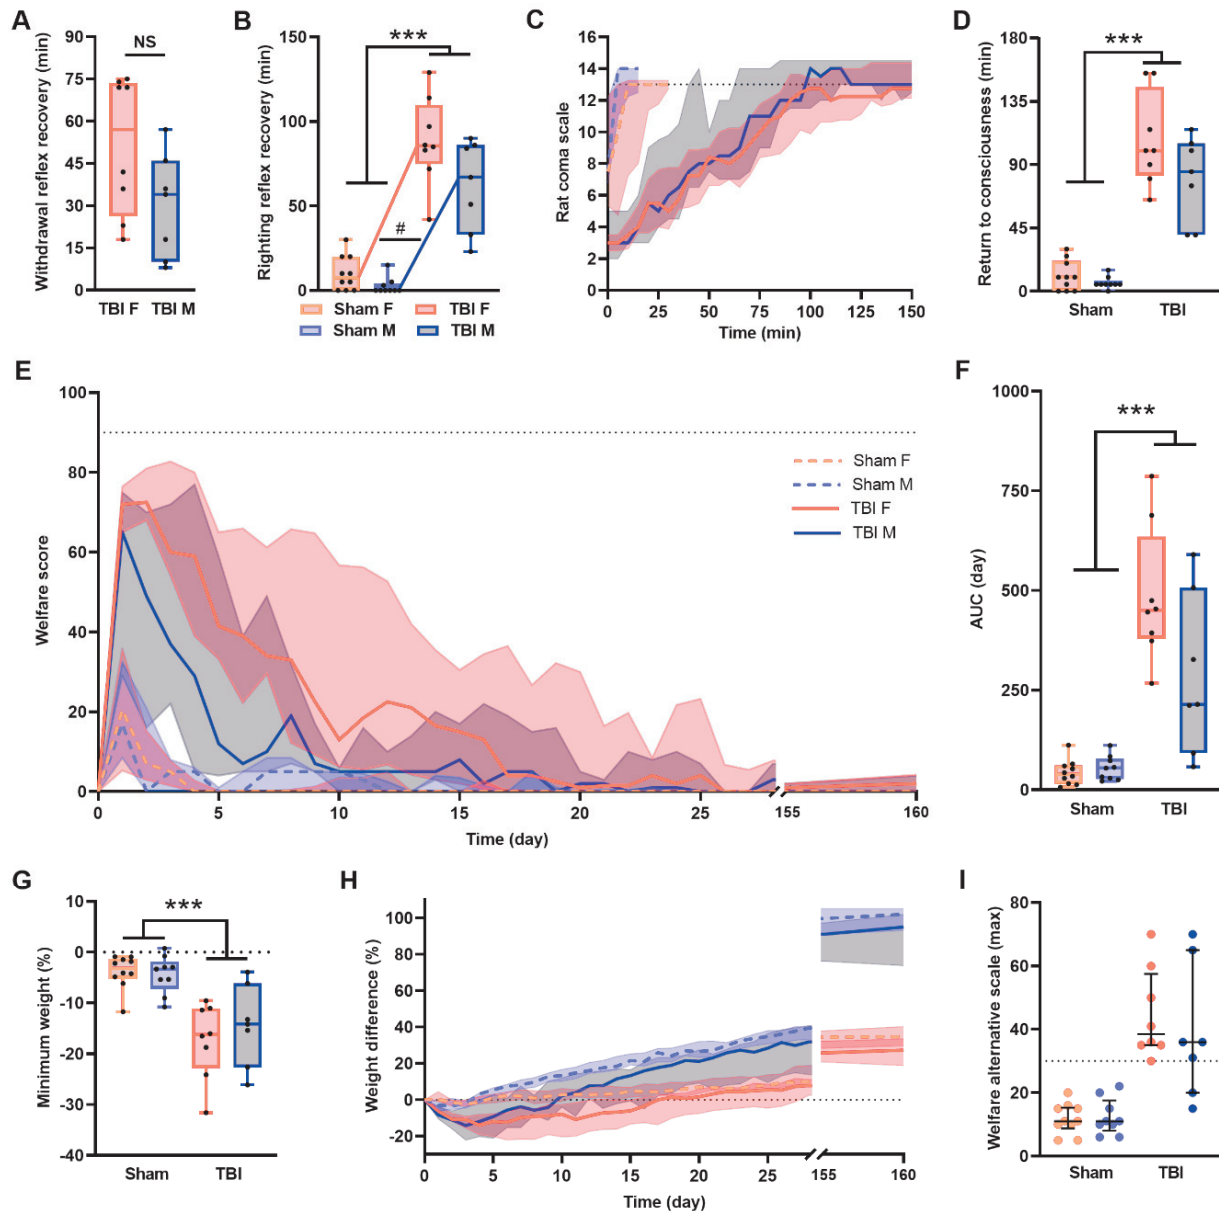 A
Withdrawal reflex recovery (min)
90
75
60
45
30
15
0
NS
TBI F TBI M
B
Righting reflex recovery (min)
150
100
50
0
***
#
Sham F TBI F
Sham M TBI M
C
Rat coma scale
16
14
12
10
8
6
4
2
0 25 50 75 100 125 150
Time (min)
D
Return to consciousness (min)
180
135
90
45
0
***
Sham TBI
E
Welfare score
100
80
60
40
20
0
0 5 10 15 20 25 155 160
Time (day)
Sham F
Sham M
TBI F
TBI M
F
AUC (day)
1000
750
500
250
0
***
Sham TBI
G
Minimum weight (%)
10
0
-10
-20
-30
-40
***
Sham TBI
H
Weight difference (%)
100
80
60
40
20
0
-20
0 5 10 15 20 25 155 160
Time (day)
I
Welfare alternative scale (max)
80
60
40
20
0
Sham TBI